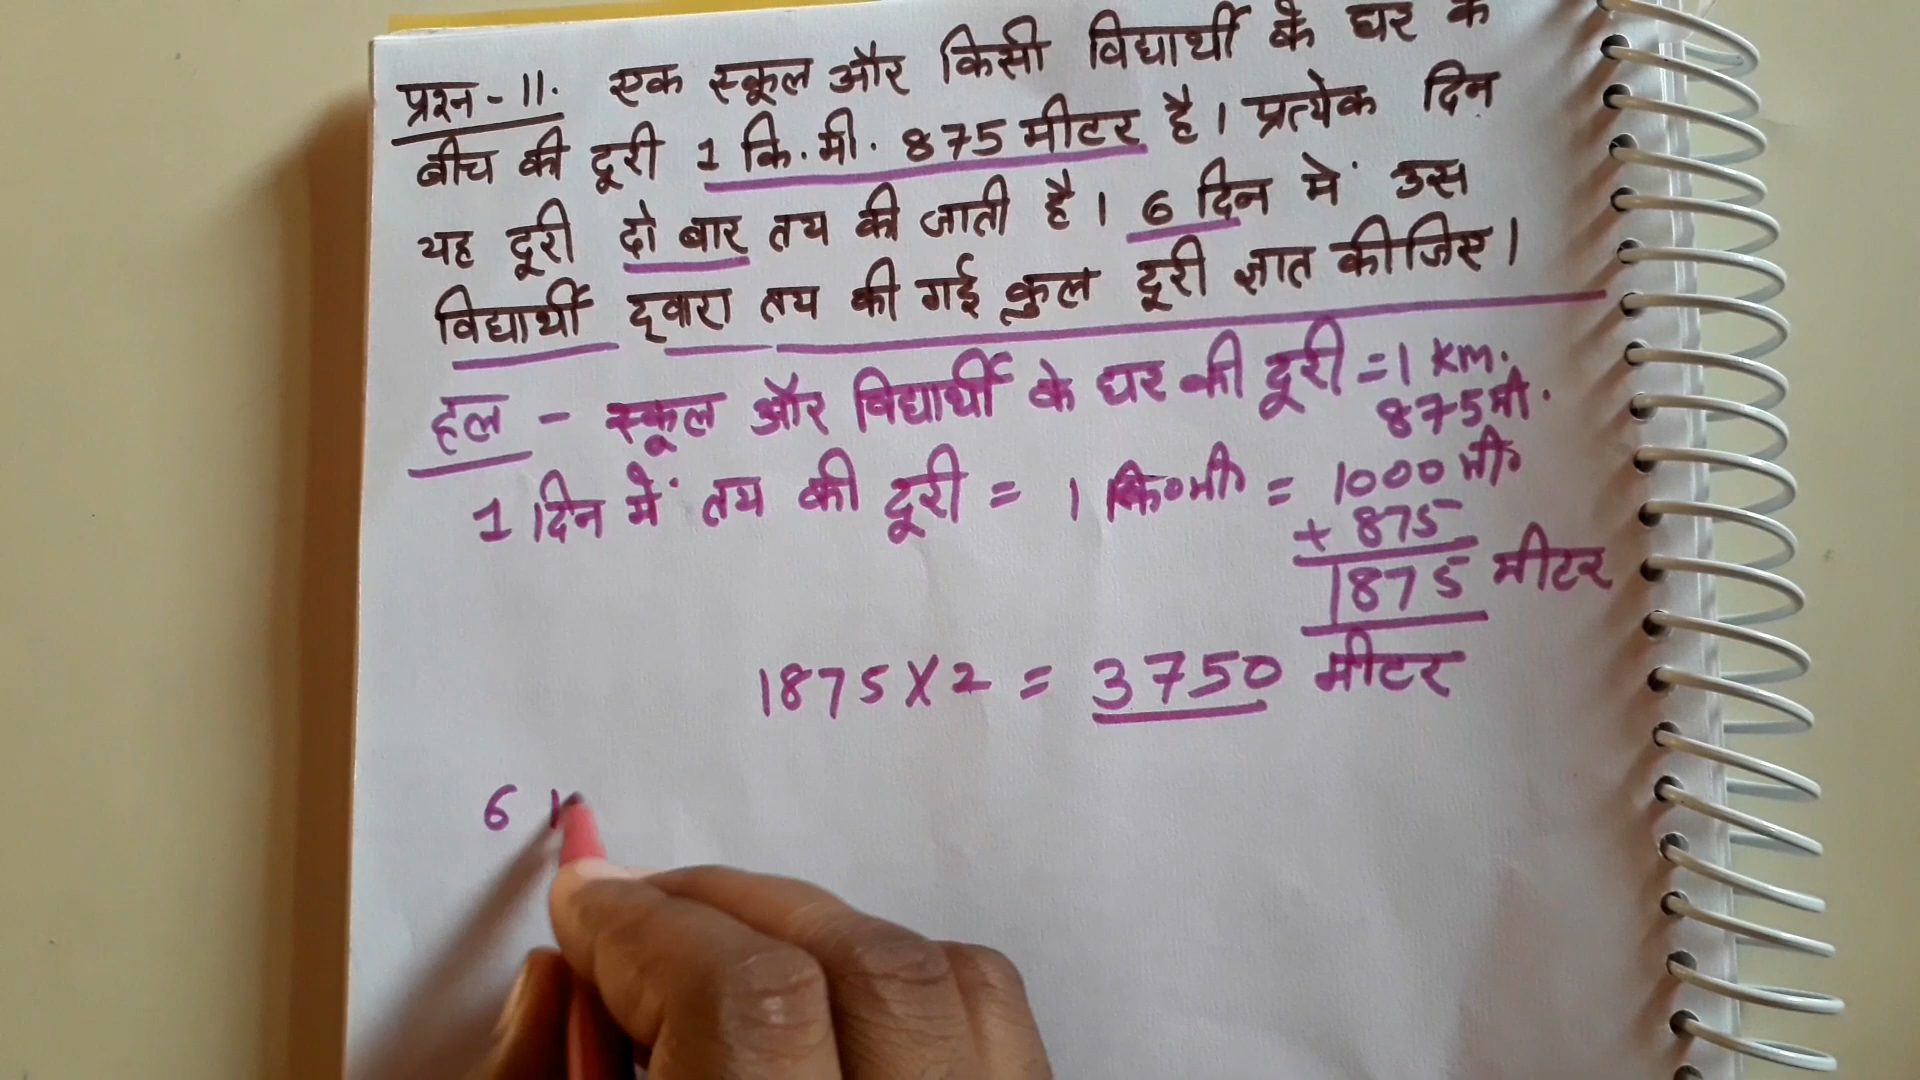 प्रश्न-11. एक स्कूल और किसी विद्यार्थी के घर के
बीच की दूरी 1 कि.मी. 875 मीटर है। प्रत्येक दिन
यह दूरी दो बार तय की जाती है। 6 दिन में उस
विद्यार्थी द्वारा तय की गई कुल दूरी ज्ञात कीजिए।
हल - स्कूल और विद्यार्थी के घर की दूरी = 1 Km.
875 मी.
1 दिन में तय की दूरी = 1 कि॰मी॰ = 1000 मी॰
+ 875
1875 मीटर
1875 X 2 = 3750 मीटर
6